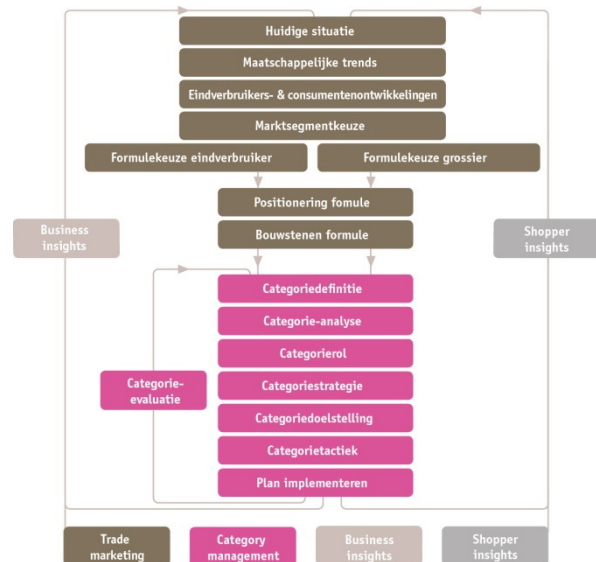 Huidige situatie
Maatschappelijke trends
Eindverbruikers- & consumentenontwikkelingen
Marktsegmentkeuze
Formulekeuze eindverbruiker
Formulekeuze grossier
Positionering fomule
Bouwstenen formule
Business
insights
Shopper
insights
Categoriedefinitie
Categorie-analyse
Categorierol
Categoriestrategie
Categoriedoelstelling
Categorietactiek
Plan implementeren
Categorie-
evaluatie
Trade
marketing
Category
management
Business
insights
Shopper
insights